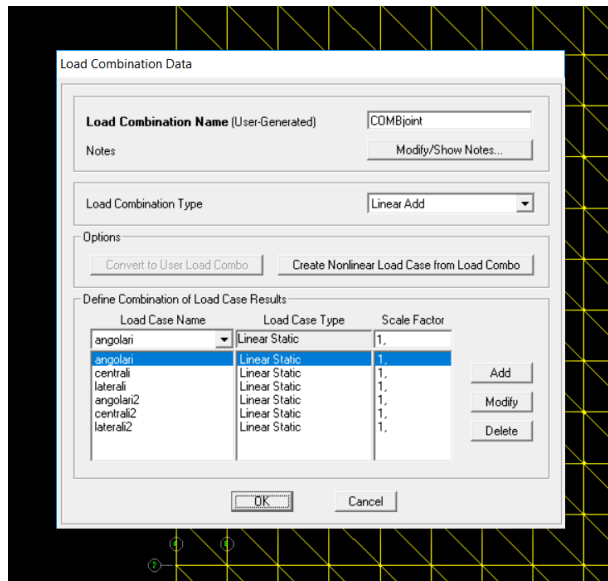 Load Combination Data
Load Combination Name (User-Generated) COMBjoint
Notes Modify/Show Notes...
Load Combination Type Linear Add
Options
Convert to User Load Combo Create Nonlinear Load Case from Load Combo
Define Combination of Load Case Results
Load Case Name Load Case Type Scale Factor
angolari Linear Static 1,
angolari Linear Static 1,
centrali Linear Static 1,
laterali Linear Static 1,
angolari2 Linear Static 1,
centrali2 Linear Static 1,
laterali2 Linear Static 1,
Add
Modify
Delete
OK Cancel
2